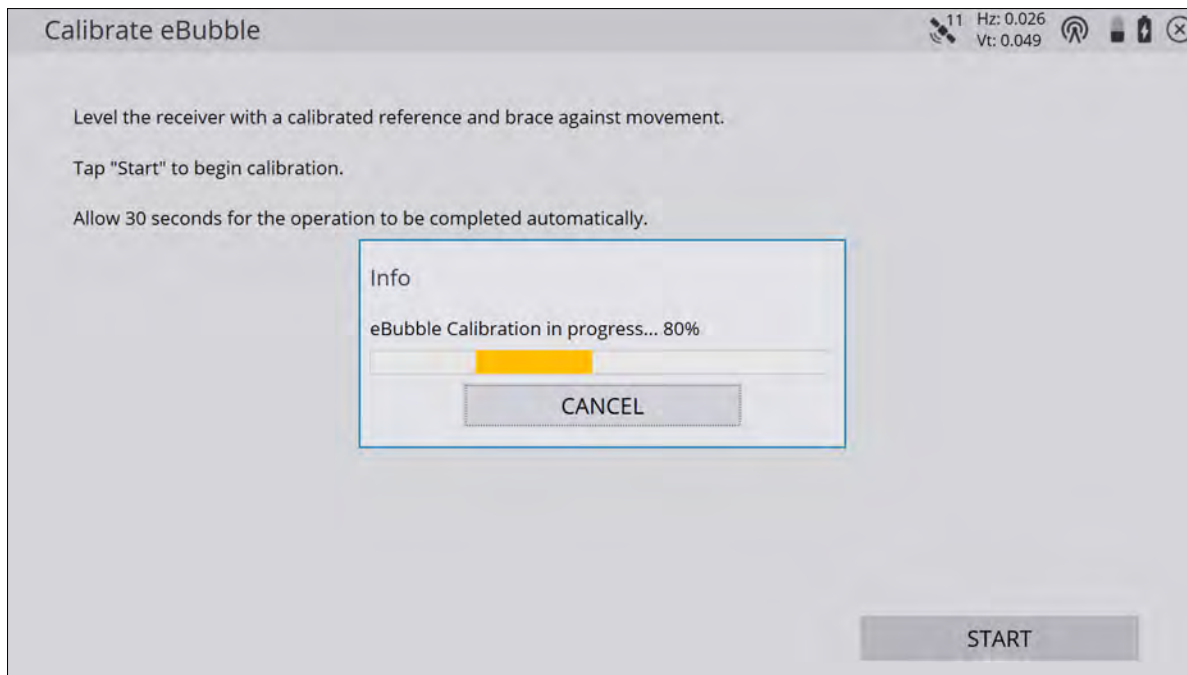 Calibrate eBubble
11
Hz: 0.026
Vt: 0.049
Level the receiver with a calibrated reference and brace against movement.
Tap "Start" to begin calibration.
Allow 30 seconds for the operation to be completed automatically.
Info
eBubble Calibration in progress... 80%
CANCEL
START